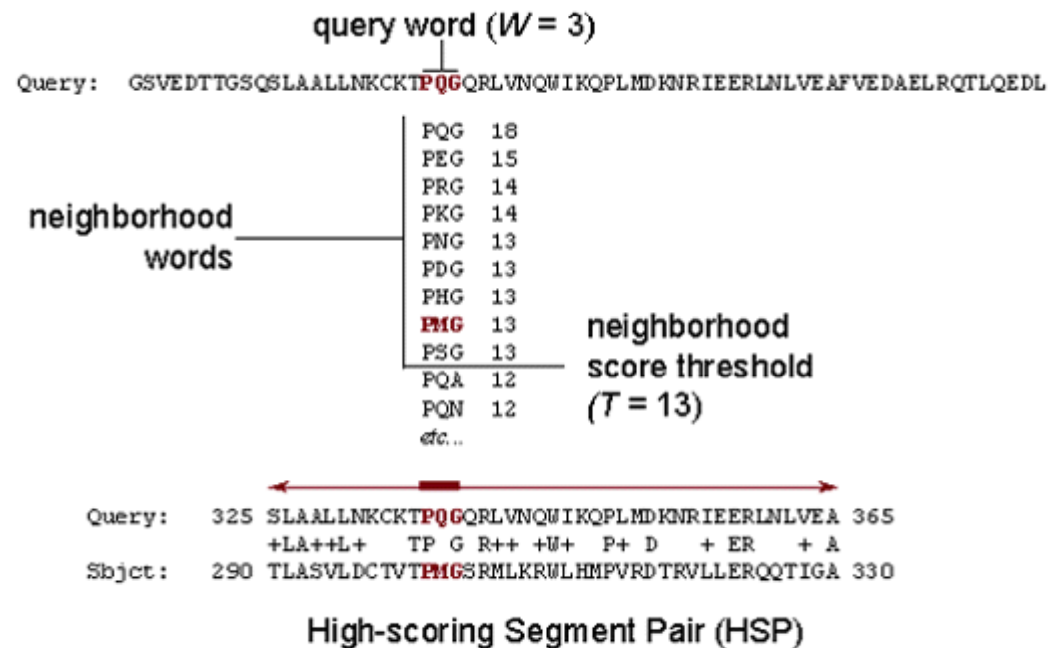 query word (W = 3)
Query: GSVEDTTGSQSLAALLNKCKTPQGQRLVNQWIKQPLMDKNRIEERLNLVEAFVEDAELRQTLQEDL
PQG 18
PEG 15
PRG 14
PKG 14
PNG 13
PDG 13
PHG 13
PMG 13
PSG 13
PQA 12
PQN 12
etc...
neighborhood
words
neighborhood
score threshold
(T = 13)
Query: 325 SLAALLNKCKTPQGQRLVNQWIKQPLMDKNRIEERLNLVEA 365
+LA++L+ TP G R++ +W+ P+ D + ER + A
Sbjct: 290 TLASVLDCTVTPMGSRMLKRWLHMPVRDTRVLLERQQTIGA 330
High-scoring Segment Pair (HSP)